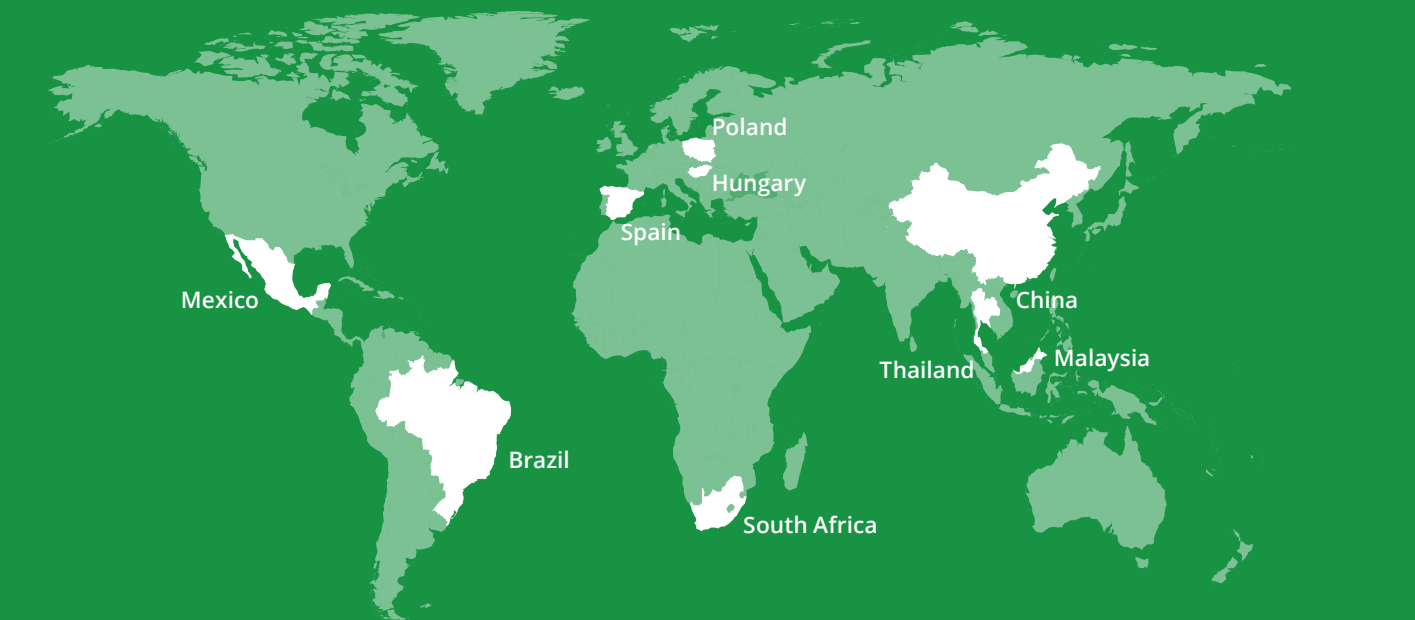 Poland
Hungary
Spain
Mexico
China
Malaysia
Thailand
Brazil
South Africa